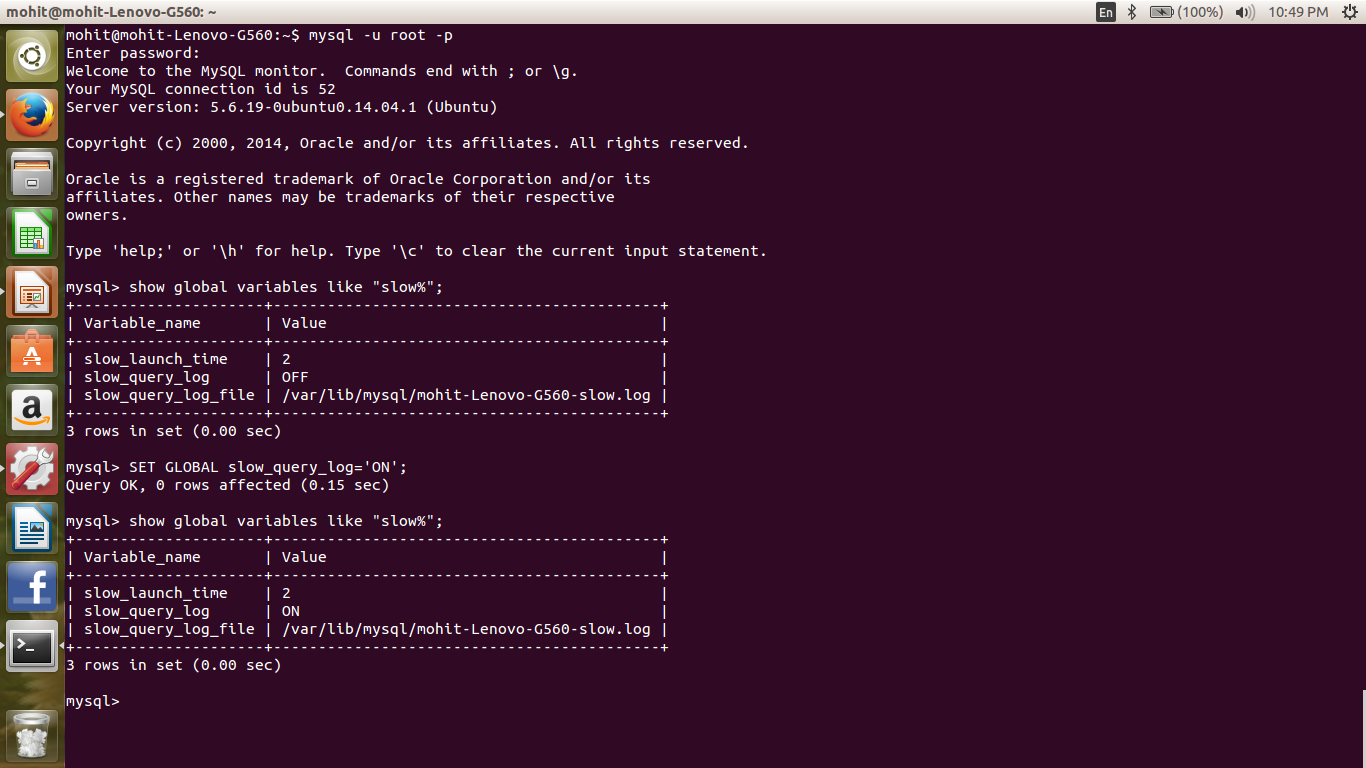 mohit@mohit-Lenovo-G560: ~
En (100%) 10:49 PM
mohit@mohit-Lenovo-G560:~$ mysql -u root -p
Enter password:
Welcome to the MySQL monitor.  Commands end with ; or \g.
Your MySQL connection id is 52
Server version: 5.6.19-0ubuntu0.14.04.1 (Ubuntu)

Copyright (c) 2000, 2014, Oracle and/or its affiliates. All rights reserved.

Oracle is a registered trademark of Oracle Corporation and/or its
affiliates. Other names may be trademarks of their respective
owners.

Type 'help;' or '\h' for help. Type '\c' to clear the current input statement.

mysql> show global variables like "slow%";
+---------------------+-------------------------------------------+
| Variable_name       | Value                                     |
+---------------------+-------------------------------------------+
| slow_launch_time    | 2                                         |
| slow_query_log      | OFF                                       |
| slow_query_log_file | /var/lib/mysql/mohit-Lenovo-G560-slow.log |
+---------------------+-------------------------------------------+
3 rows in set (0.00 sec)

mysql> SET GLOBAL slow_query_log='ON';
Query OK, 0 rows affected (0.15 sec)

mysql> show global variables like "slow%";
+---------------------+-------------------------------------------+
| Variable_name       | Value                                     |
+---------------------+-------------------------------------------+
| slow_launch_time    | 2                                         |
| slow_query_log      | ON                                        |
| slow_query_log_file | /var/lib/mysql/mohit-Lenovo-G560-slow.log |
+---------------------+-------------------------------------------+
3 rows in set (0.00 sec)

mysql>